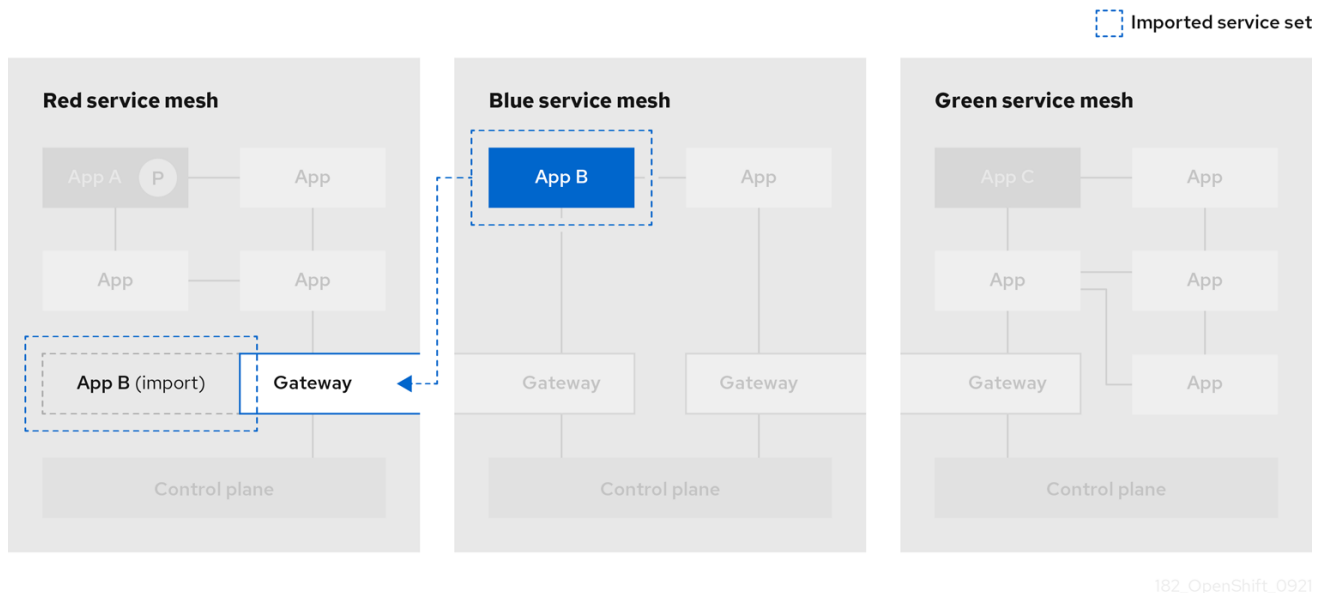 Imported service set
Red service mesh
App A
P
App
App
App
App B (import)
Gateway
Control plane
Blue service mesh
App B
App
Gateway
Gateway
Control plane
Green service mesh
App C
App
App
App
Gateway
App
Control plane
182_OpenShift_0921